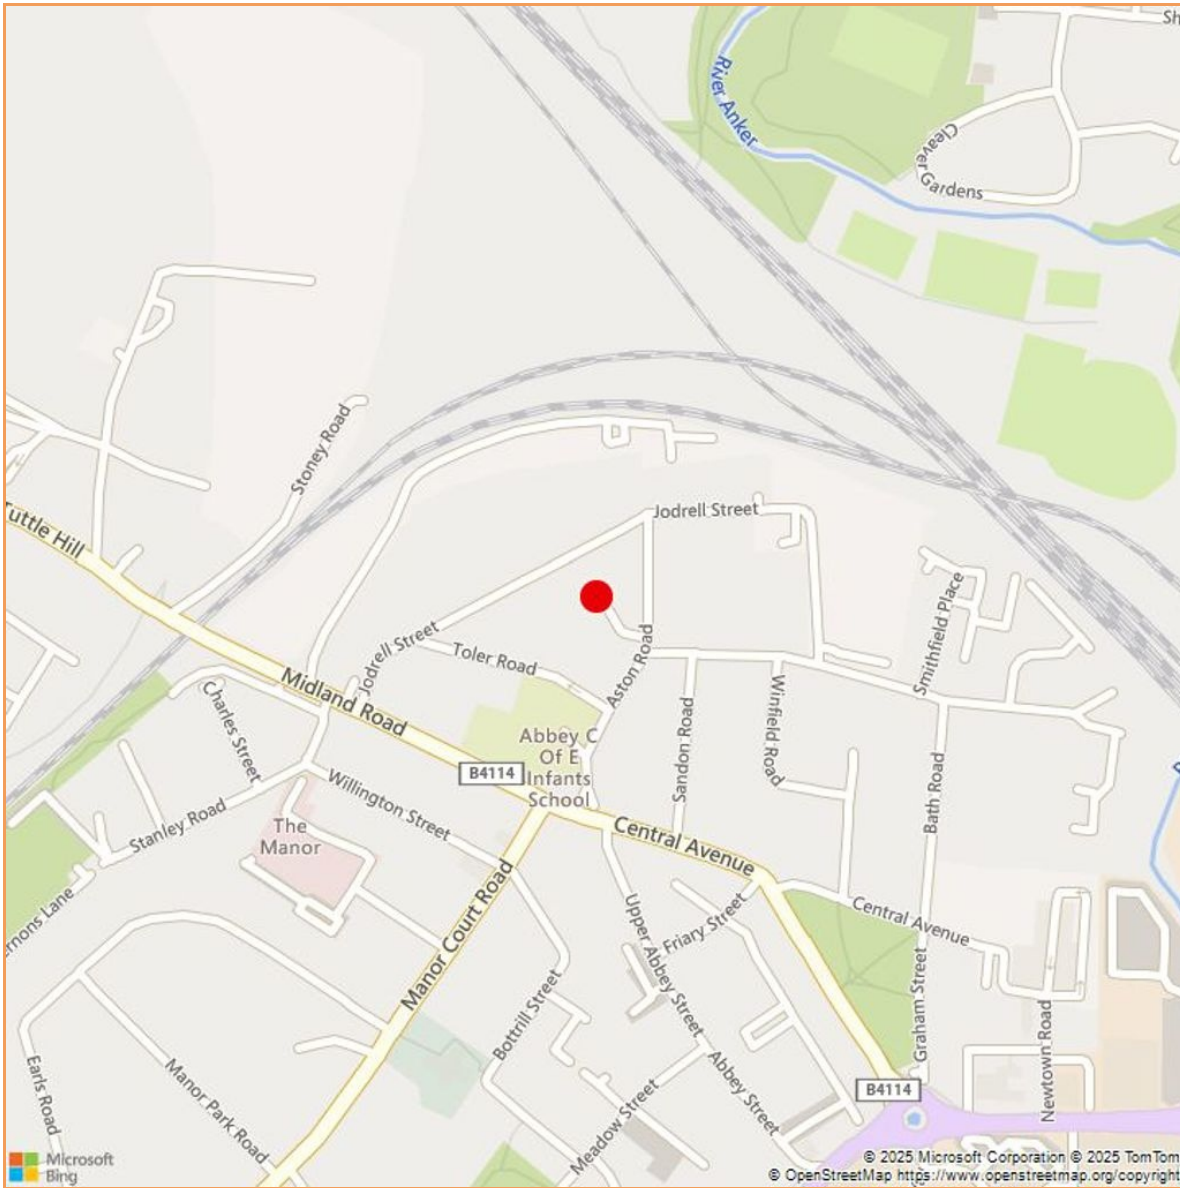 Sh
River Anker
Cleaver
Gardens
Stoney Road
Jodrell Street
Tuttle Hill
Smithfield Place
Jodrell Street
Toler Road
Aston Road
Midland Road
Charles Street
Winfield Road
Sandon Road
Abbey C
Of E
Infants
School
B4114
Bath Road
Willington Street
Stanley Road
The
Manor
Central Avenue
Manor Court Road
ernons Lane
Upper Abbey Street
Friary Street
Central Avenue
Graham Street
Bottrill Street
Newtown Road
Earls Road
Manor Park Road
Abbey Street
Meadow Street
B4114
Microsoft
Bing
© 2025 Microsoft Corporation © 2025 TomTom
© OpenStreetMap https://www.openstreetmap.org/copyright